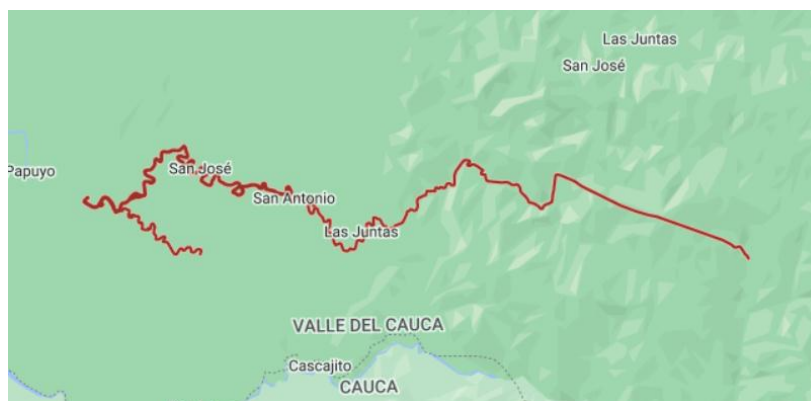 Las Juntas
San José
Papuyo
San José
San Antonio
Las Juntas
VALLE DEL CAUCA
Cascajito
CAUCA